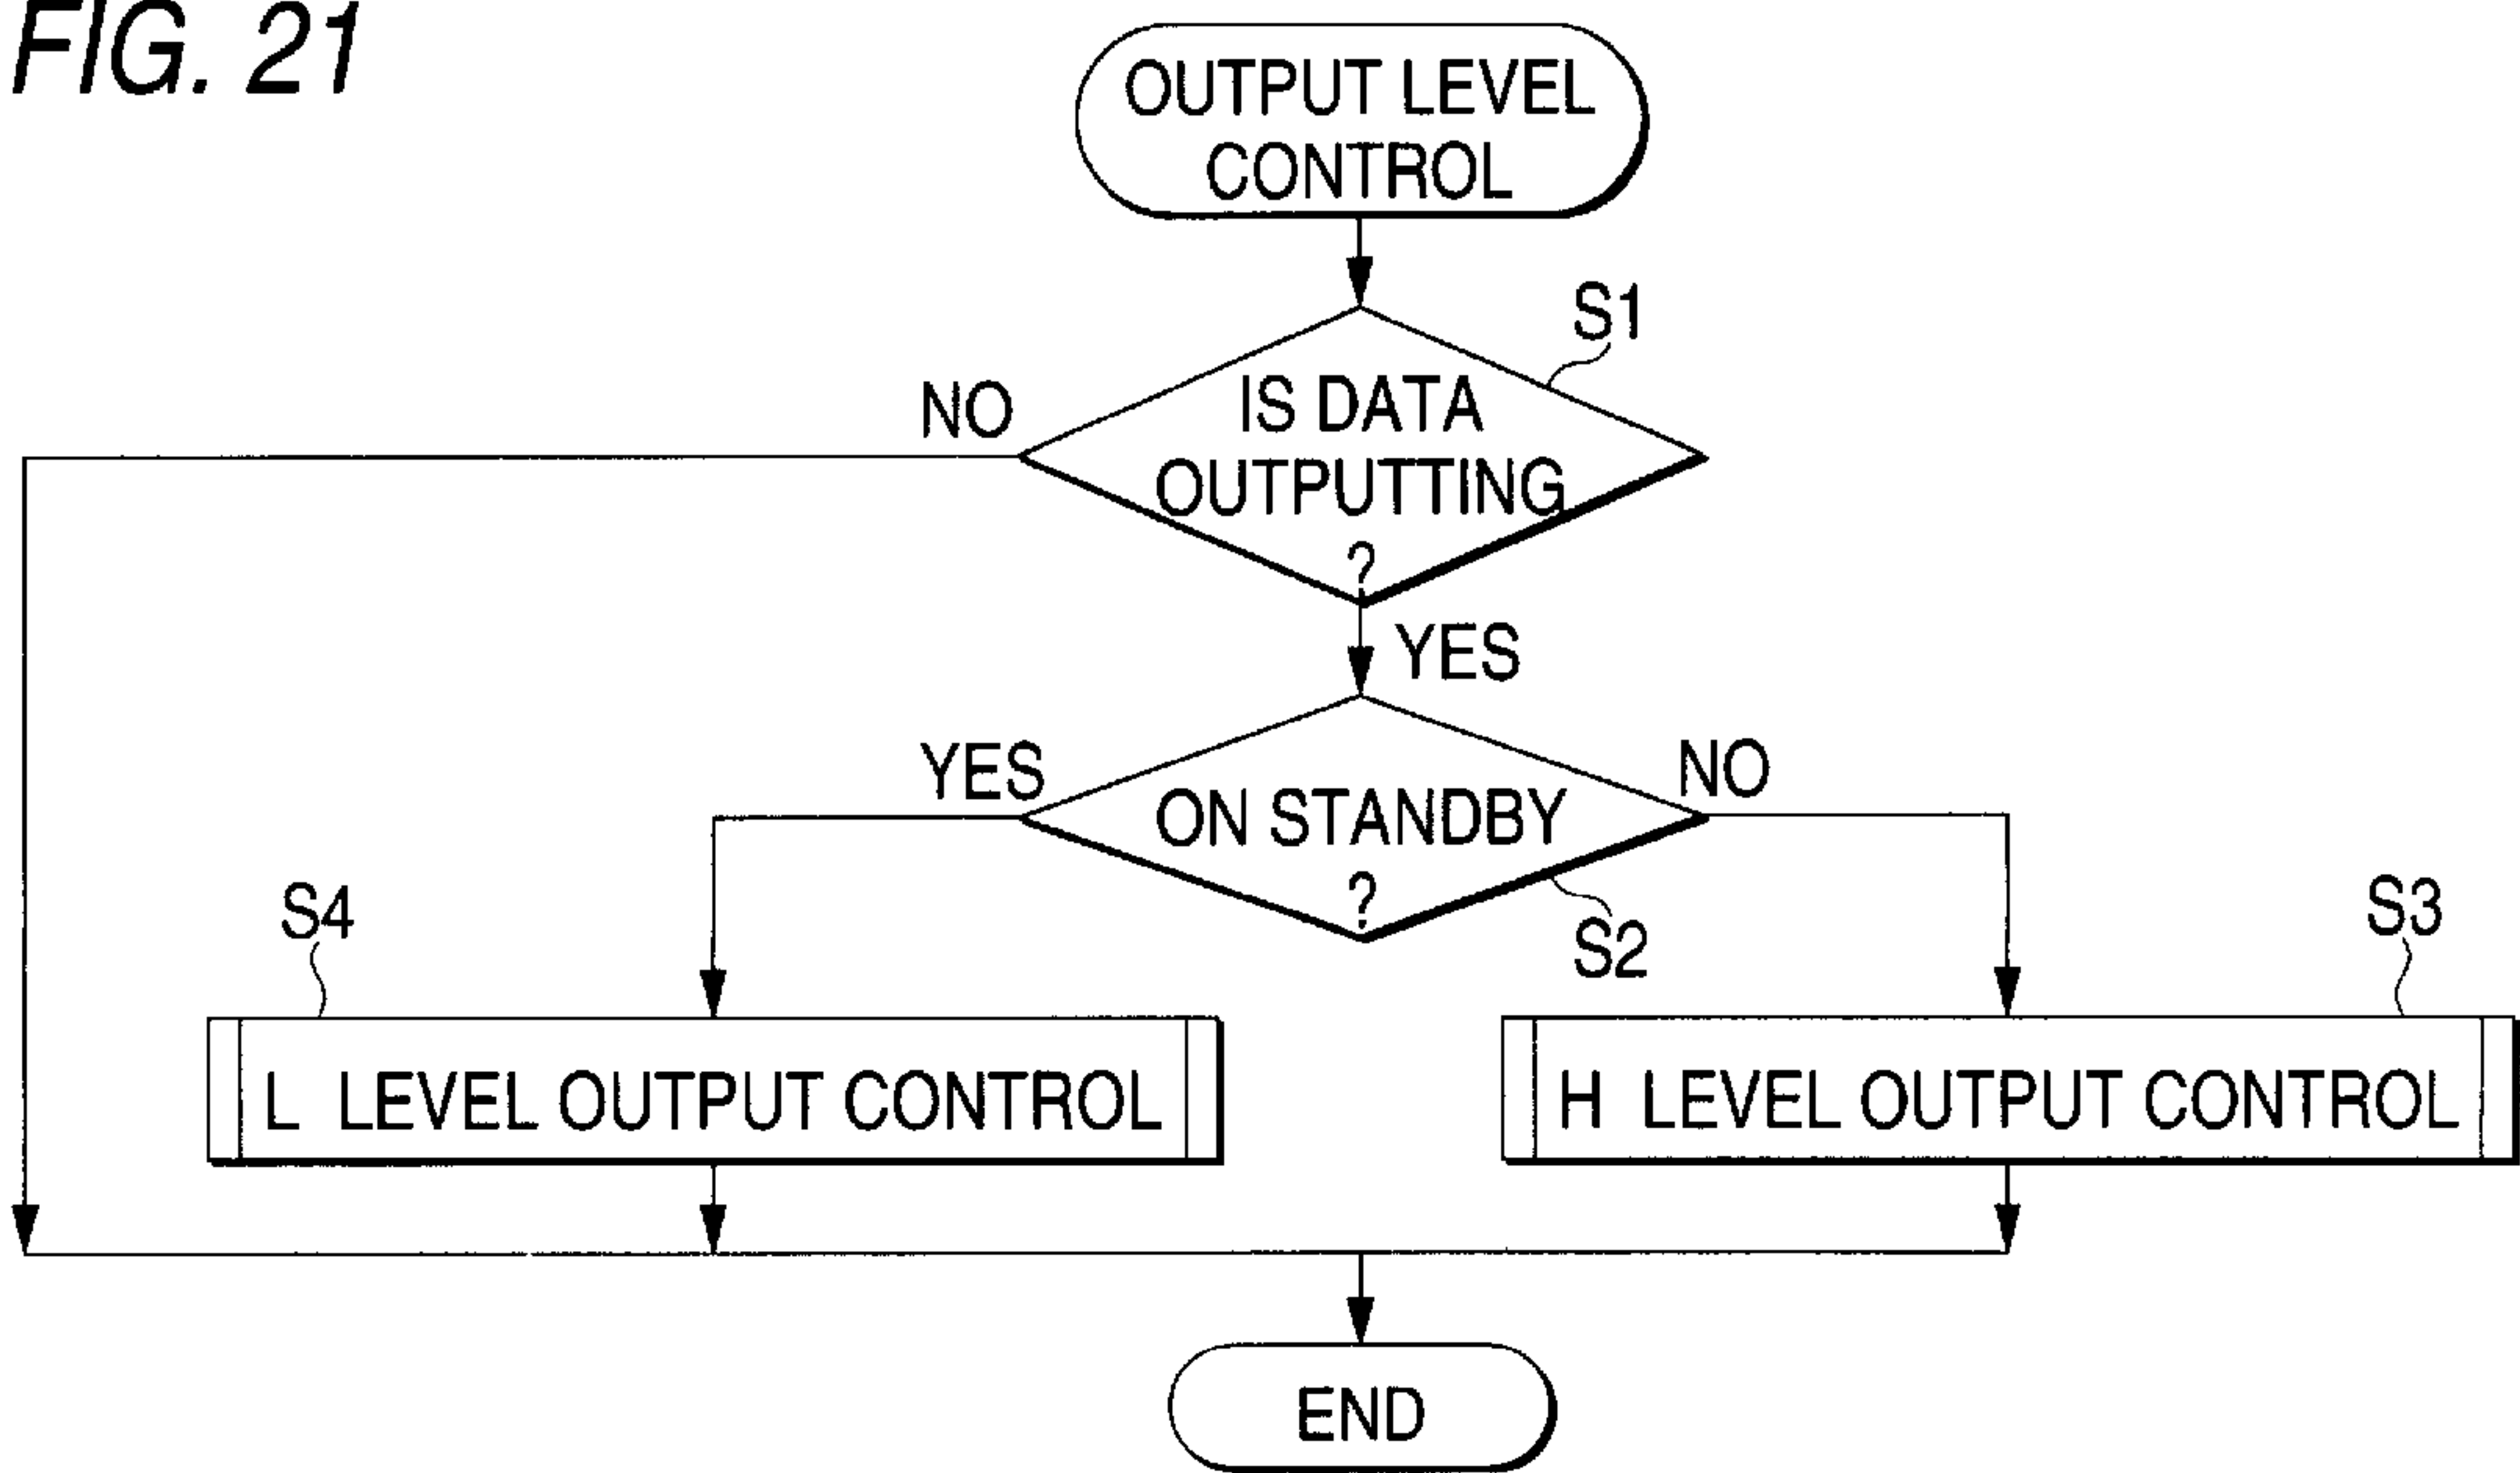 FIG. 21
OUTPUT LEVEL
CONTROL
S1
NO
IS DATA
OUTPUTTING
?
YES
YES
NO
ON STANDBY
?
S4
S2
S3
L LEVEL OUTPUT CONTROL
H LEVEL OUTPUT CONTROL
END